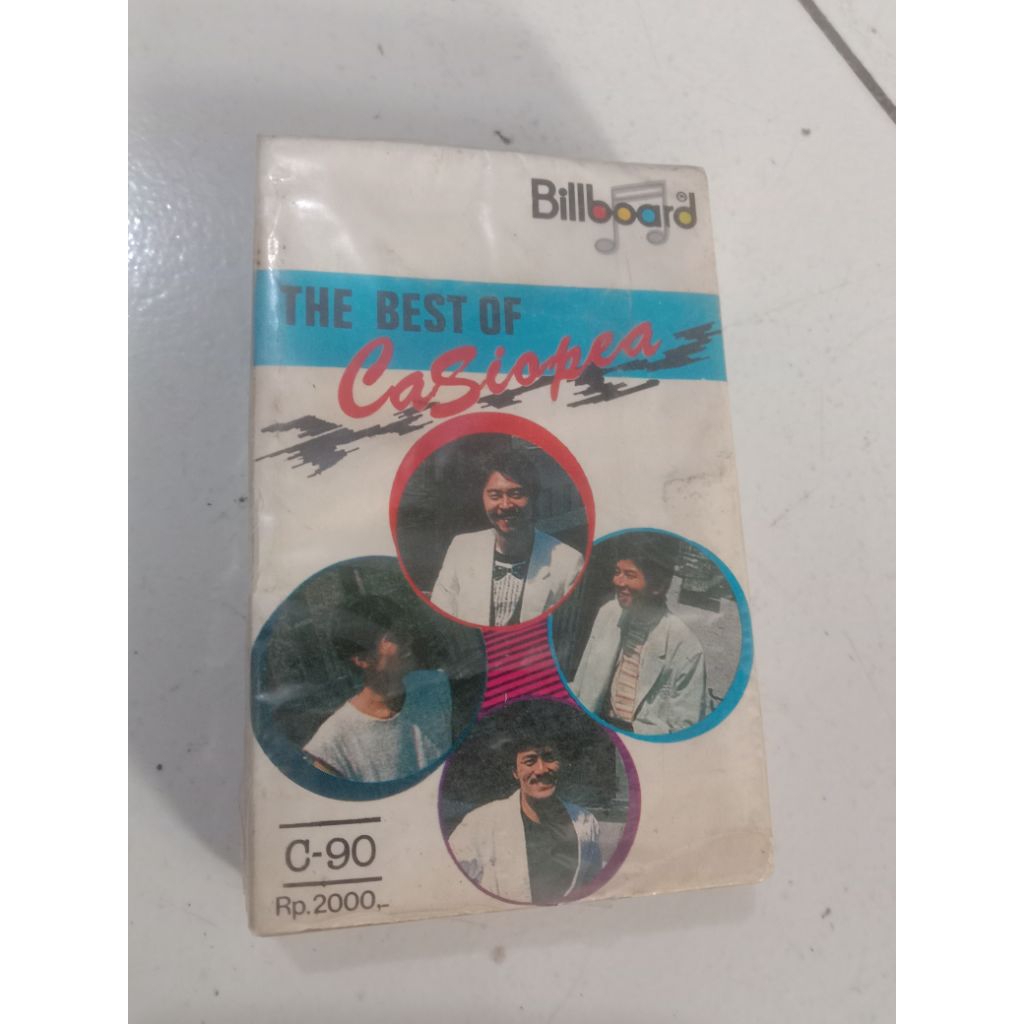 Billboard®
THE BEST OF
Casiopea
C-90
Rp.2000,-